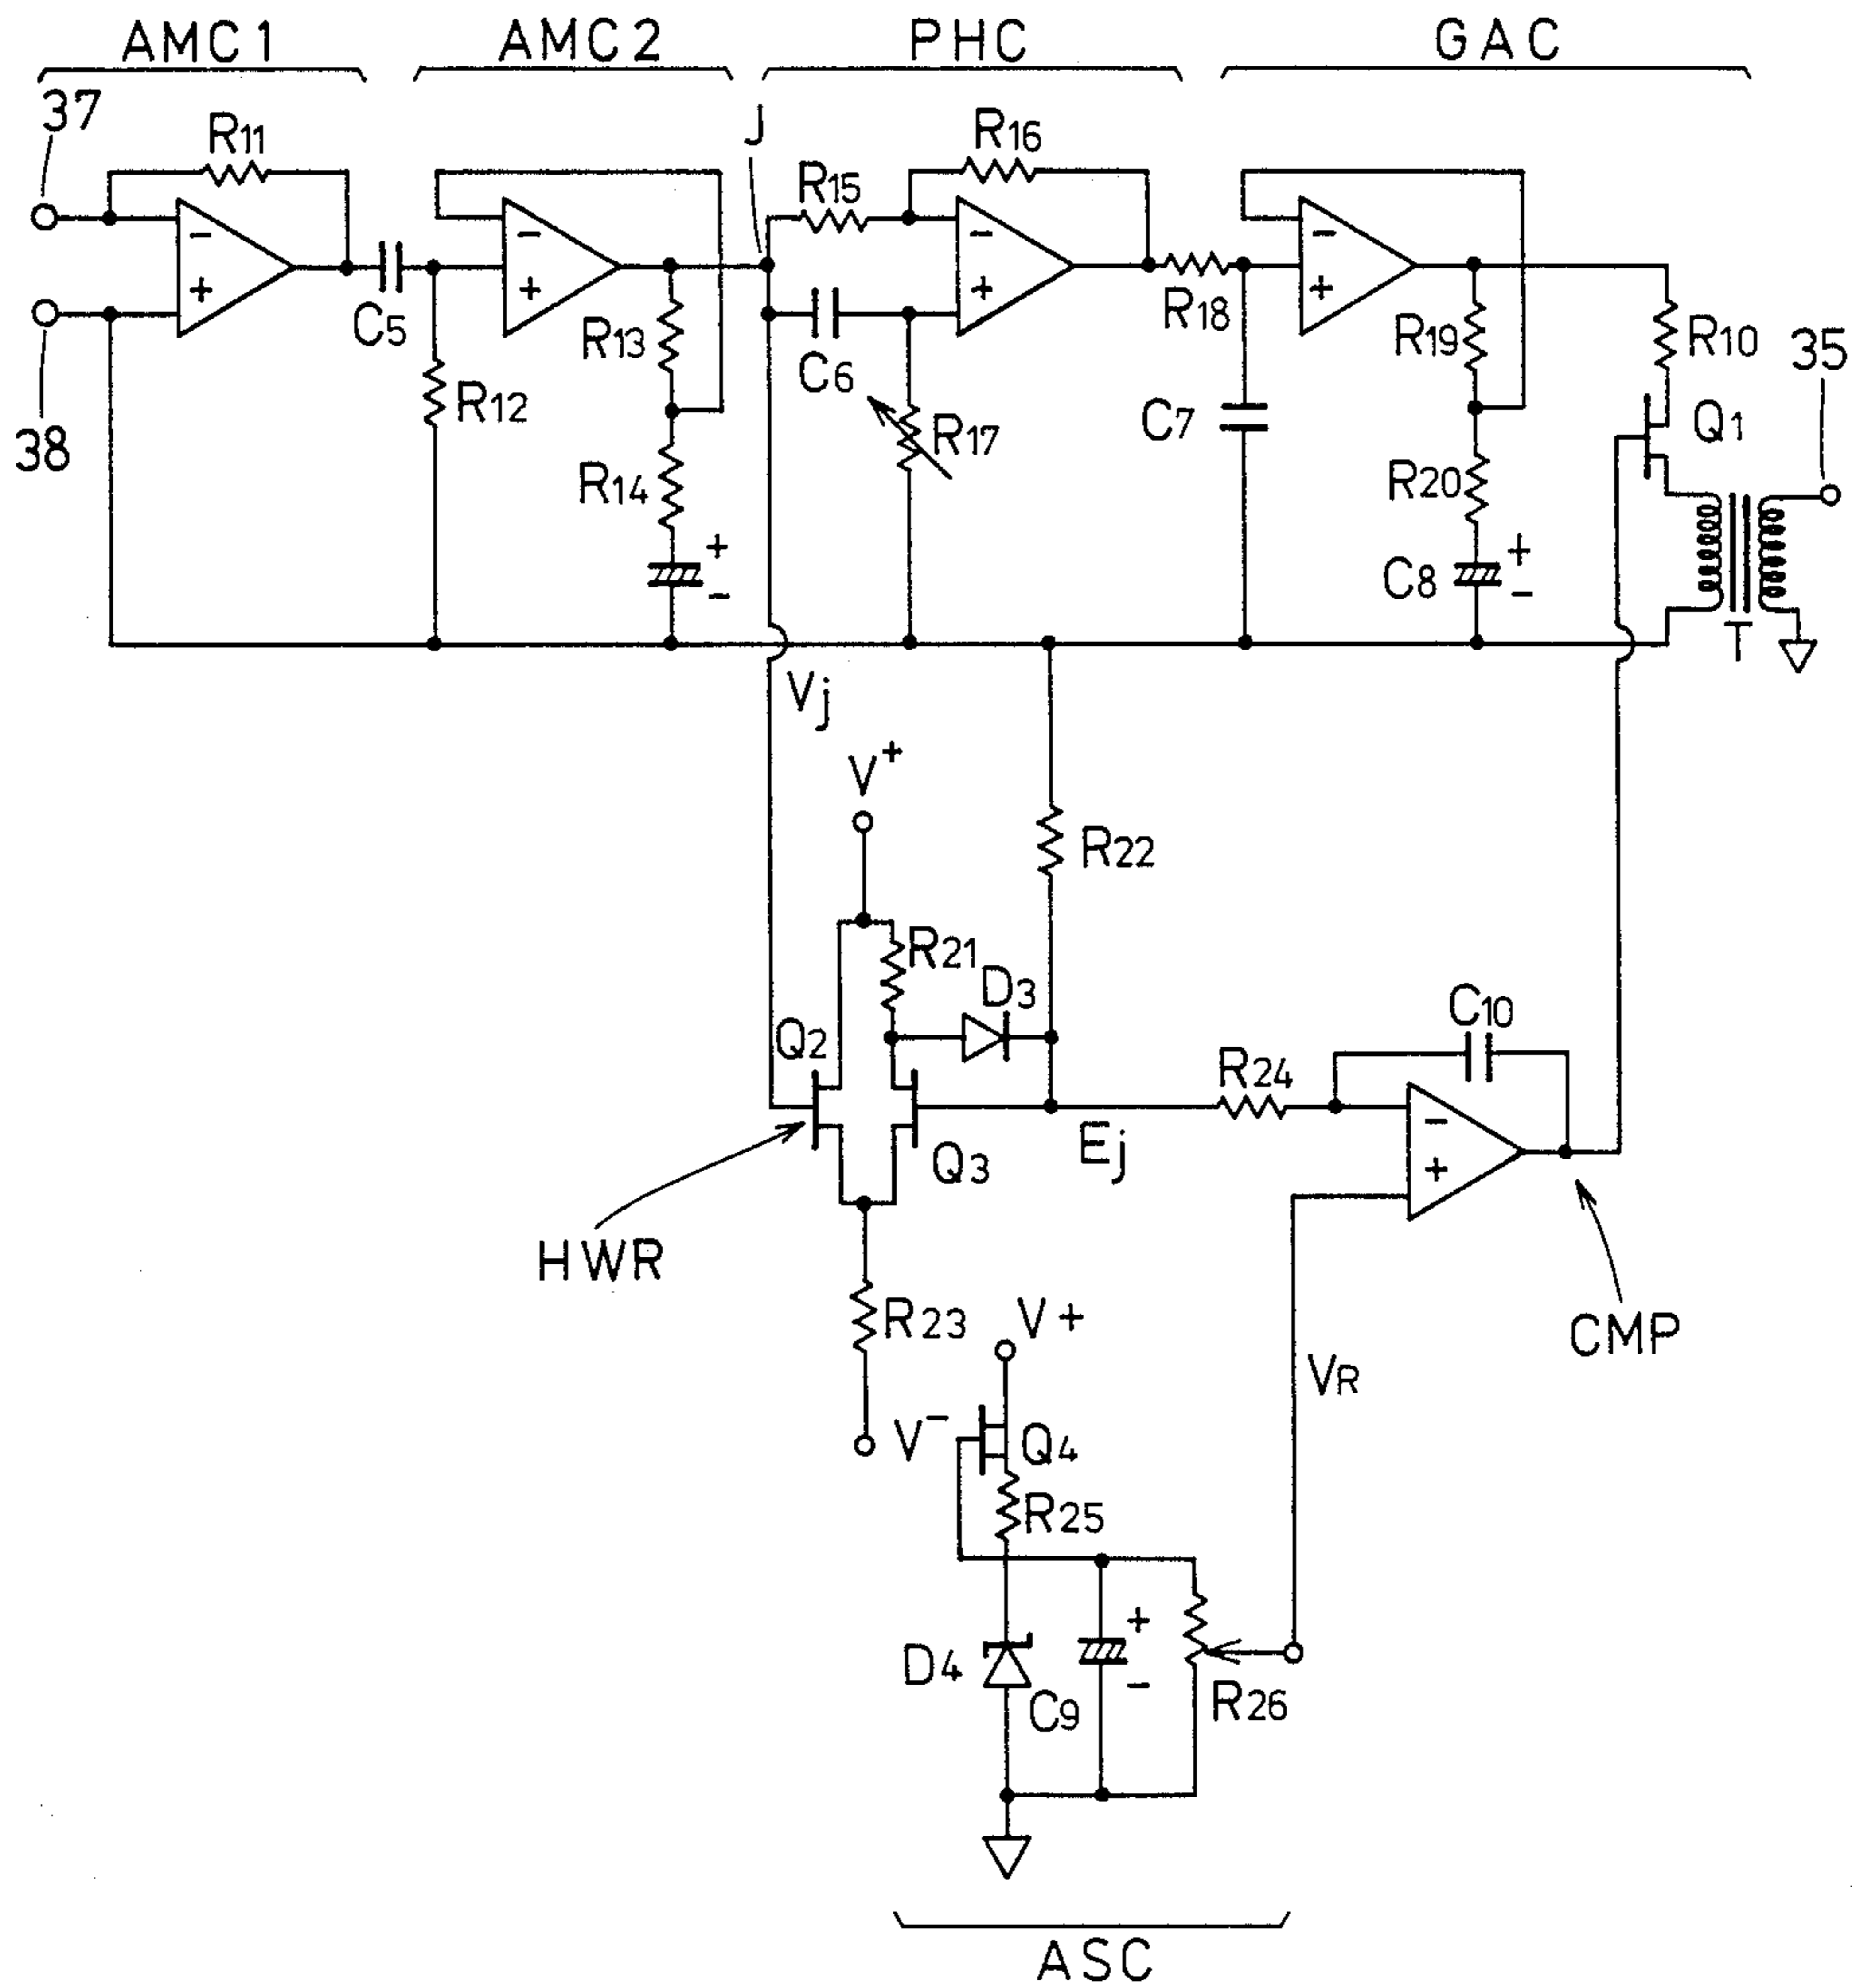 AMC1 AMC2 PHC GAC
37 J
R11 R16
R15
- - - -
+ + + +
C5 R13 C6 R18 R19 R10 35
R12 R17 C7 Q1
38 R14 R20
+ +
C8
- -
T
Vj
V+
R22
R21
D3
Q2 C10
R24
-
Ej
Q3 +
HWR
R23 V+
CMP
VR
V- Q4
R25
+
D4
C9 - R26
ASC